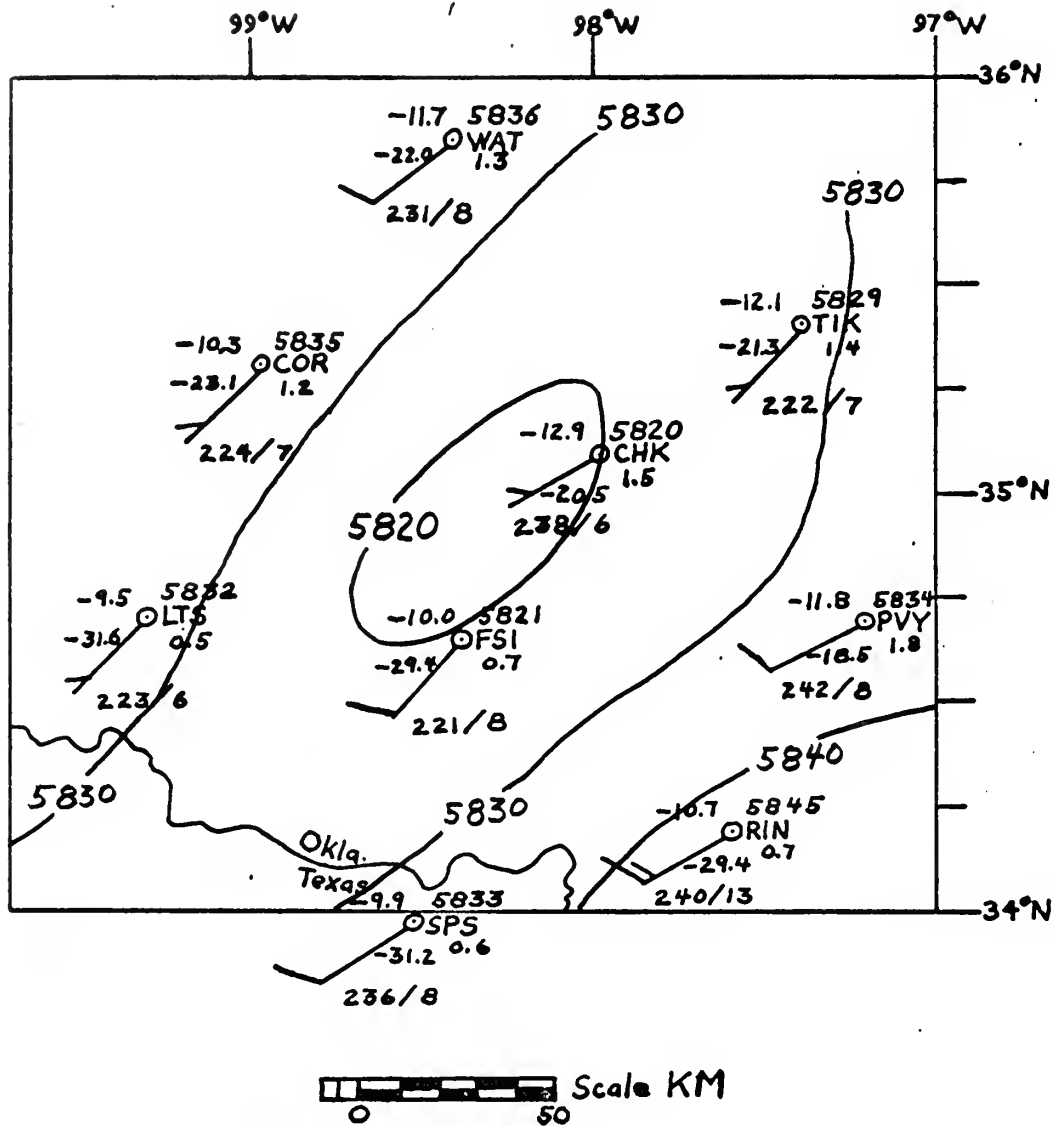 99°W 98°W 97°W
36°N
-11.7 5836
WAT
-22.0 1.3
231/8
5830
5830
-12.1 5829
TIK
-21.3 1.4
222/7
-10.3 5835
COR
-23.1 1.2
224/7
-12.9 5820
CHK
1.5
-20.5
238/6
35°N
5820
-9.5 5832
LTS
-31.6 0.5
223/6
-10.0 5821
FSI
-29.4 0.7
221/8
-11.8 5834
PVY
-18.5 1.8
242/8
5840
5830
5830
-10.7 5845
RIN
-29.4 0.7
240/13
Okla.
Texas
34°N
-9.9 5833
SPS
-31.2 0.6
236/8
Scale KM
0 50